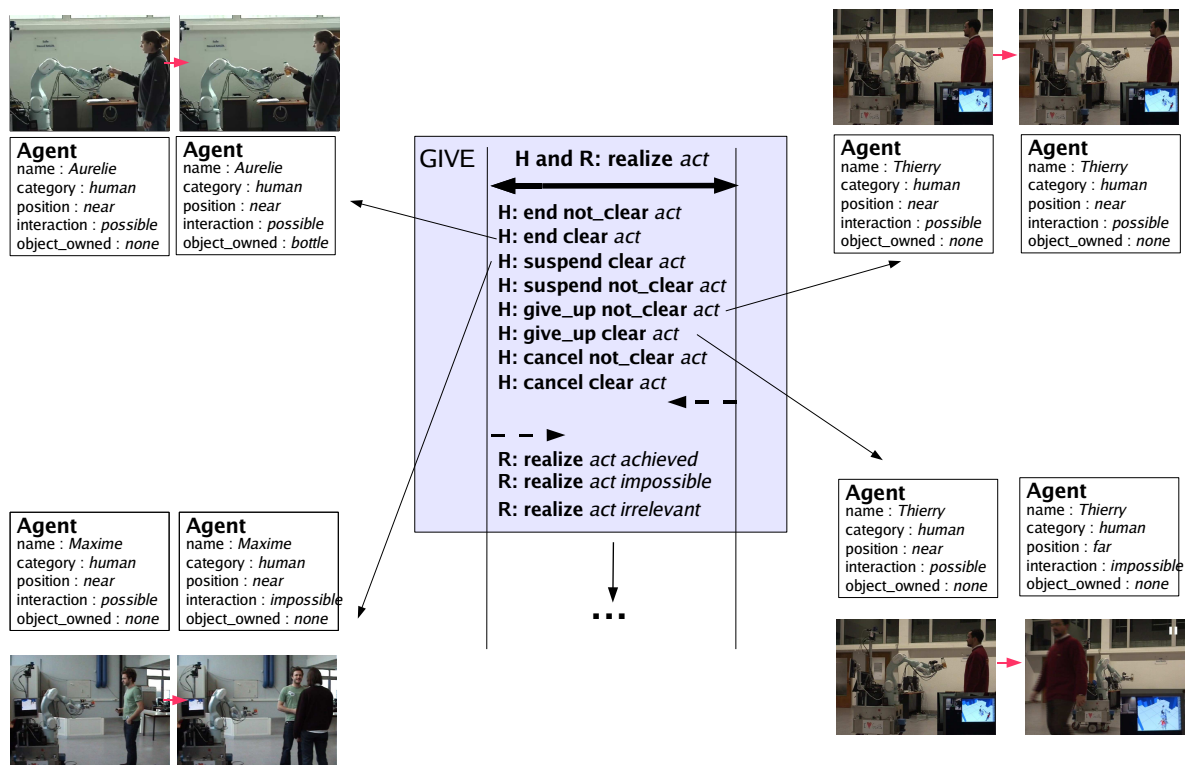 Agent
name : Aurelie
category : human
position : near
interaction : possible
object_owned : none
Agent
name : Aurelie
category : human
position : near
interaction : possible
object_owned : bottle
GIVE
H and R: realize act
H: end not_clear act
H: end clear act
H: suspend clear act
H: suspend not_clear act
H: give_up not_clear act
H: give_up clear act
H: cancel not_clear act
H: cancel clear act
R: realize act achieved
R: realize act impossible
R: realize act irrelevant
...
Agent
name : Thierry
category : human
position : near
interaction : possible
object_owned : none
Agent
name : Thierry
category : human
position : near
interaction : possible
object_owned : none
Agent
name : Maxime
category : human
position : near
interaction : possible
object_owned : none
Agent
name : Maxime
category : human
position : near
interaction : impossible
object_owned : none
Agent
name : Thierry
category : human
position : near
interaction : possible
object_owned : none
Agent
name : Thierry
category : human
position : far
interaction : impossible
object_owned : none